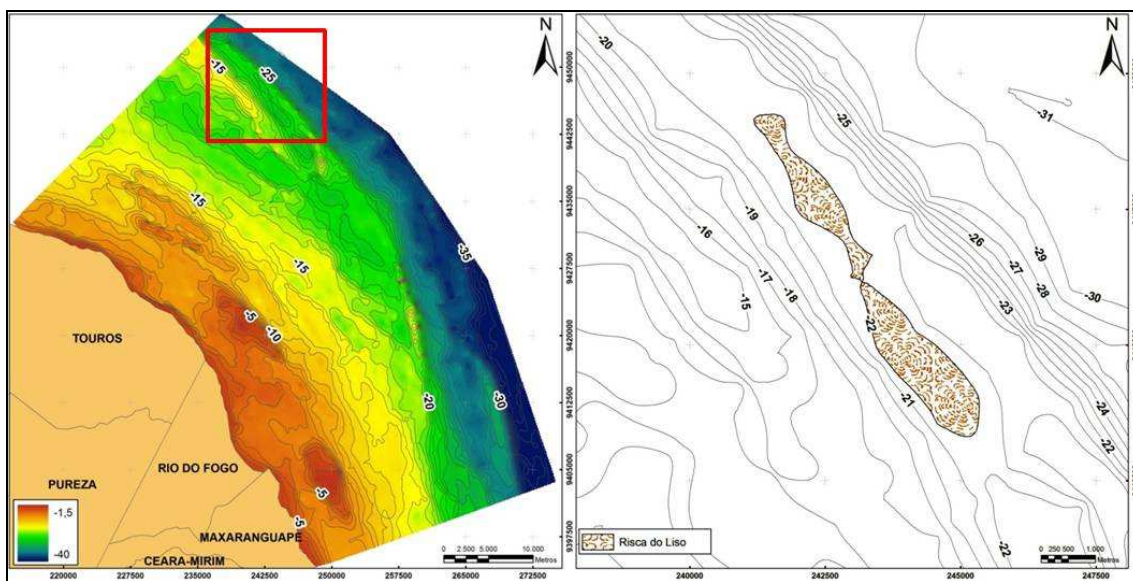 N
-15
-25
-15
-15
-35
-5
-10
TOUROS
-20
-30
RIO DO FOGO
PUREZA
-5
-5
MAXARANGUAPE
CEARA-MIRIM
-1,5
-40
0 2.500 5.000 10.000
Metros
9450000
9442500
9435000
9427500
9420000
9412500
9405000
9397500
220000 227500 235000 242500 250000 257500 265000 272500
N
-20
-25
-31
-19
-16
-17
-18
-15
-26
-29
-27
-28
-30
-23
-22
-21
-24
-22
-22
Risca do Liso
0 250 500 1.000
Metros
240000 242500 245000 247500